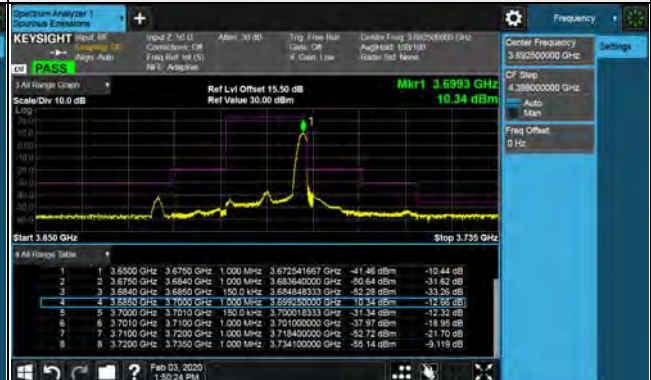 Spectrum Analyzer 1
Spurious Emissions
+
Frequency
KEYSIGHT Input: RF
Coupling: DC
Align: Auto
Input Z: 50 Ω
Corrections: Off
Freq Ref: Int (S)
NFE: Adaptive
Atten: 30 dB
Trig: Free Run
Gate: Off
IF Gain: Low
Center Freq: 3.692500000 GHz
Avg|Hold: 100/100
Radio Std: None
PASS
Center Frequency
3.692500000 GHz
Settings
CF Step
4.398000000 GHz
Auto
Man
Freq Offset
0 Hz
3 All Range Graph
Scale/Div 10.0 dB
Ref Lvl Offset 15.50 dB
Ref Value 30.00 dBm
Mkr1 3.6993 GHz
10.34 dBm
Log
1
Start 3.650 GHz
Stop 3.735 GHz
4 All Range Table
1 1 3.6500 GHz 3.6750 GHz 1.000 MHz 3.672541667 GHz -41.46 dBm -10.44 dB
2 2 3.6750 GHz 3.6840 GHz 1.000 MHz 3.683640000 GHz -50.64 dBm -31.62 dB
3 3 3.6840 GHz 3.6850 GHz 150.0 kHz 3.684848333 GHz -52.28 dBm -33.26 dB
4 4 3.6850 GHz 3.7000 GHz 1.000 MHz 3.699250000 GHz 10.34 dBm -12.66 dB
5 5 3.7000 GHz 3.7010 GHz 150.0 kHz 3.700018333 GHz -31.34 dBm -12.32 dB
6 6 3.7010 GHz 3.7100 GHz 1.000 MHz 3.701000000 GHz -37.97 dBm -18.95 dB
7 7 3.7100 GHz 3.7200 GHz 1.000 MHz 3.718400000 GHz -52.72 dBm -21.70 dB
8 8 3.7200 GHz 3.7350 GHz 1.000 MHz 3.734100000 GHz -55.14 dBm -9.119 dB
?
Feb 03, 2020
1:50:24 PM